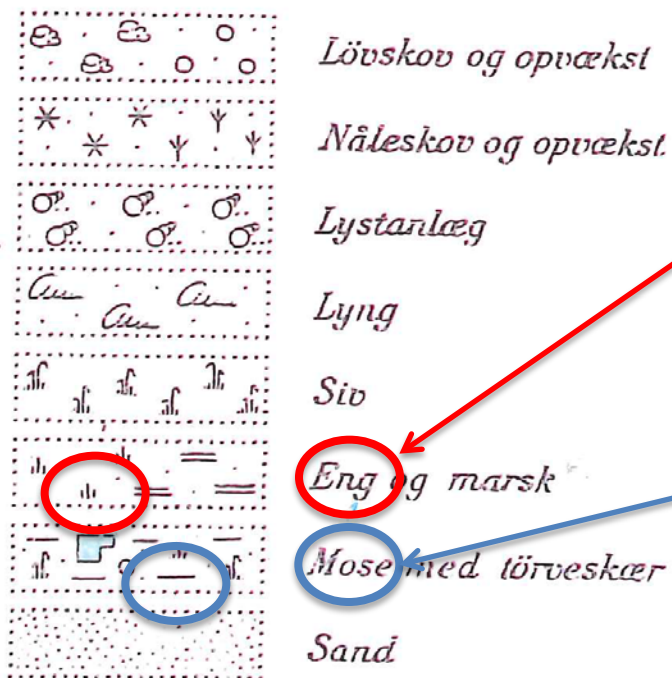 Lövskov og opvækst
Nåleskov og opvækst
Lystanlæg
Lyng
Siv
Eng og marsk
Mose med törveskær
Sand